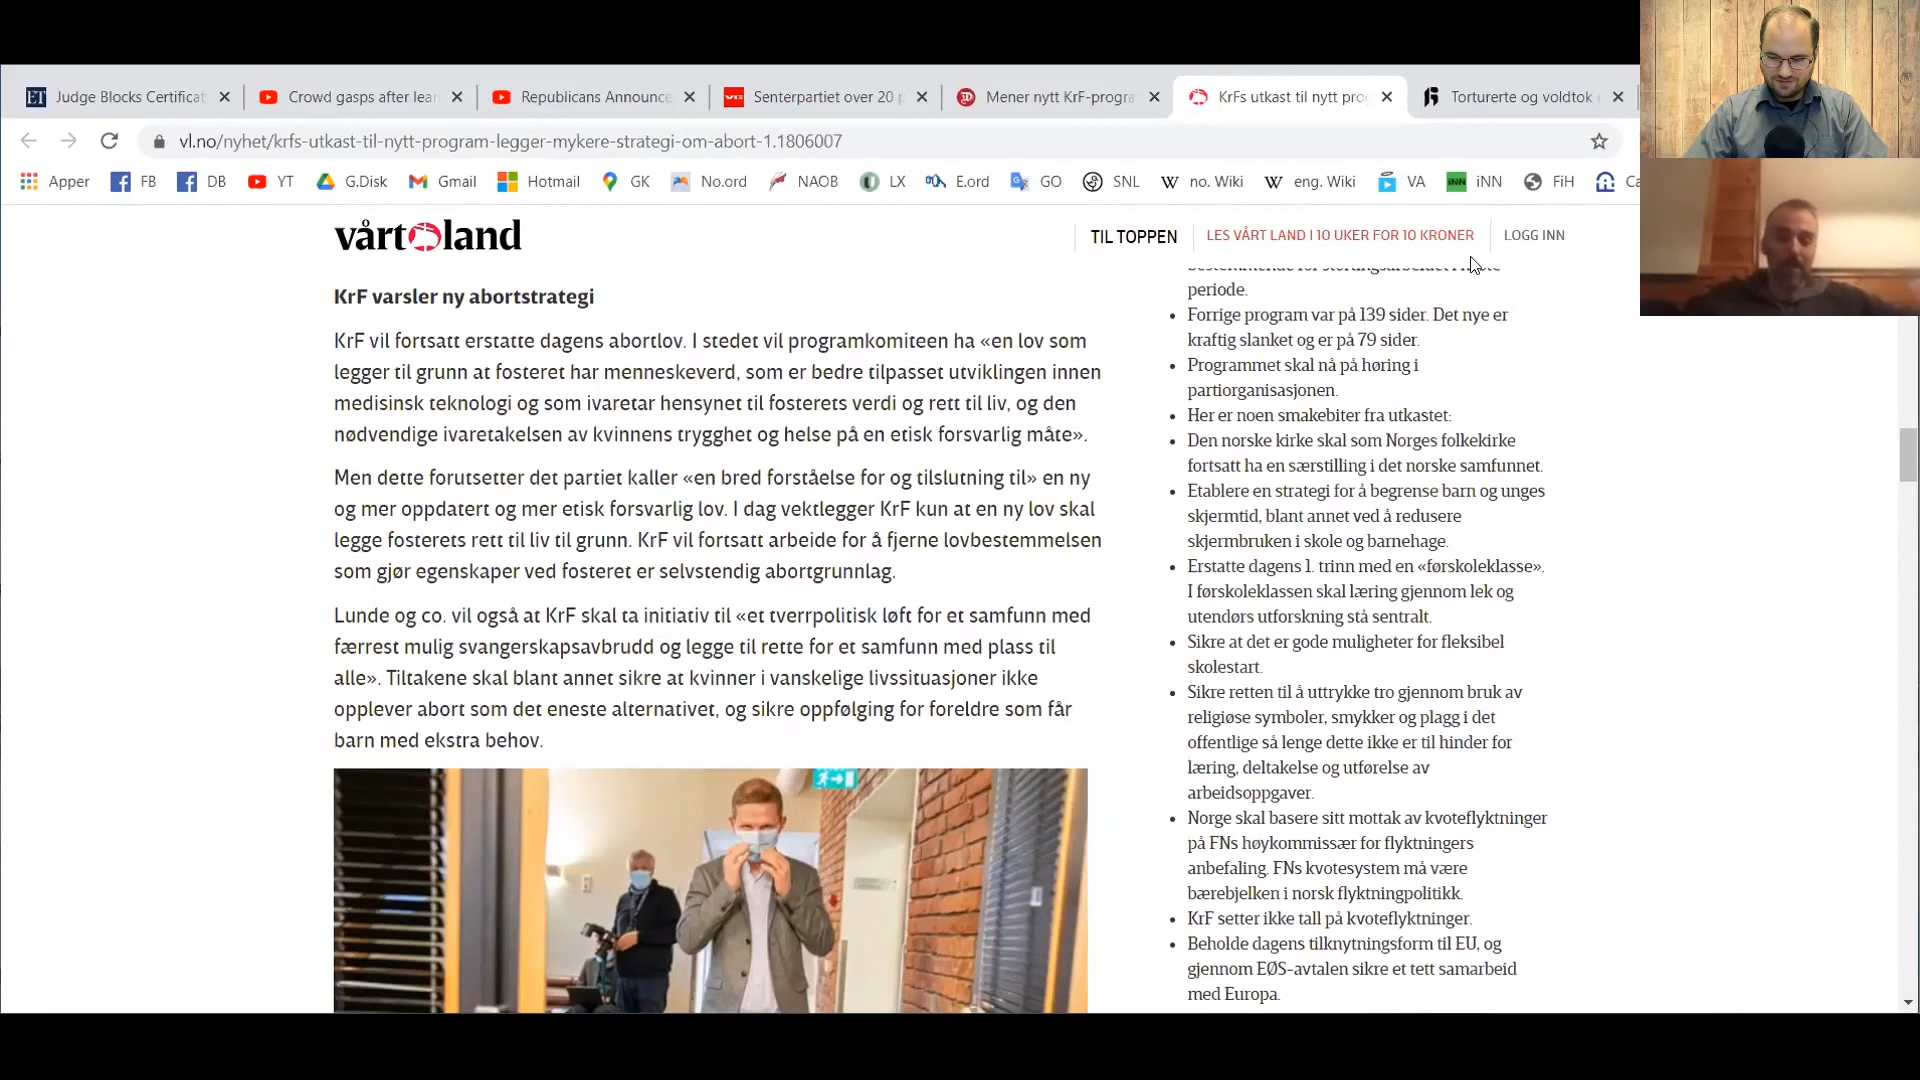 Judge Blocks Certificat
Crowd gasps after lear
Republicans Announce
Senterpartiet over 20 p
Mener nytt KrF-progra
KrFs utkast til nytt pro
Torturerte og voldtok
vl.no/nyhet/krfs-utkast-til-nytt-program-legger-mykere-strategi-om-abort-1.1806007
Apper FB DB YT G.Disk Gmail Hotmail GK No.ord NAOB LX E.ord GO SNL no. Wiki eng. Wiki VA iNN FiH
vårt land
TIL TOPPEN
LES VÅRT LAND I 10 UKER FOR 10 KRONER
LOGG INN
KrF varsler ny abortstrategi
KrF vil fortsatt erstatte dagens abortlov. I stedet vil programkomiteen ha «en lov som
legger til grunn at fosteret har menneskeverd, som er bedre tilpasset utviklingen innen
medisinsk teknologi og som ivaretar hensynet til fosterets verdi og rett til liv, og den
nødvendige ivaretakelsen av kvinnens trygghet og helse på en etisk forsvarlig måte».
Men dette forutsetter det partiet kaller «en bred forståelse for og tilslutning til» en ny
og mer oppdatert og mer etisk forsvarlig lov. I dag vektlegger KrF kun at en ny lov skal
legge fosterets rett til liv til grunn. KrF vil fortsatt arbeide for å fjerne lovbestemmelsen
som gjør egenskaper ved fosteret er selvstendig abortgrunnlag.
Lunde og co. vil også at KrF skal ta initiativ til «et tverrpolitisk løft for et samfunn med
færrest mulig svangerskapsavbrudd og legge til rette for et samfunn med plass til
alle». Tiltakene skal blant annet sikre at kvinner i vanskelige livssituasjoner ikke
opplever abort som det eneste alternativet, og sikre oppfølging for foreldre som får
barn med ekstra behov.
periode.
Forrige program var på 139 sider. Det nye er
kraftig slanket og er på 79 sider.
Programmet skal nå på høring i
partiorganisasjonen.
Her er noen smakebiter fra utkastet:
Den norske kirke skal som Norges folkekirke
fortsatt ha en særstilling i det norske samfunnet.
Etablere en strategi for å begrense barn og unges
skjermtid, blant annet ved å redusere
skjermbruken i skole og barnehage.
Erstatte dagens 1. trinn med en «førskoleklasse».
I førskoleklassen skal læring gjennom lek og
utendørs utforskning stå sentralt.
Sikre at det er gode muligheter for fleksibel
skolestart.
Sikre retten til å uttrykke tro gjennom bruk av
religiøse symboler, smykker og plagg i det
offentlige så lenge dette ikke er til hinder for
læring, deltakelse og utførelse av
arbeidsoppgaver.
Norge skal basere sitt mottak av kvoteflyktninger
på FNs høykommissær for flyktningers
anbefaling. FNs kvotesystem må være
bærebjelken i norsk flyktningpolitikk.
KrF setter ikke tall på kvoteflyktninger.
Beholde dagens tilknytningsform til EU, og
gjennom EØS-avtalen sikre et tett samarbeid
med Europa.